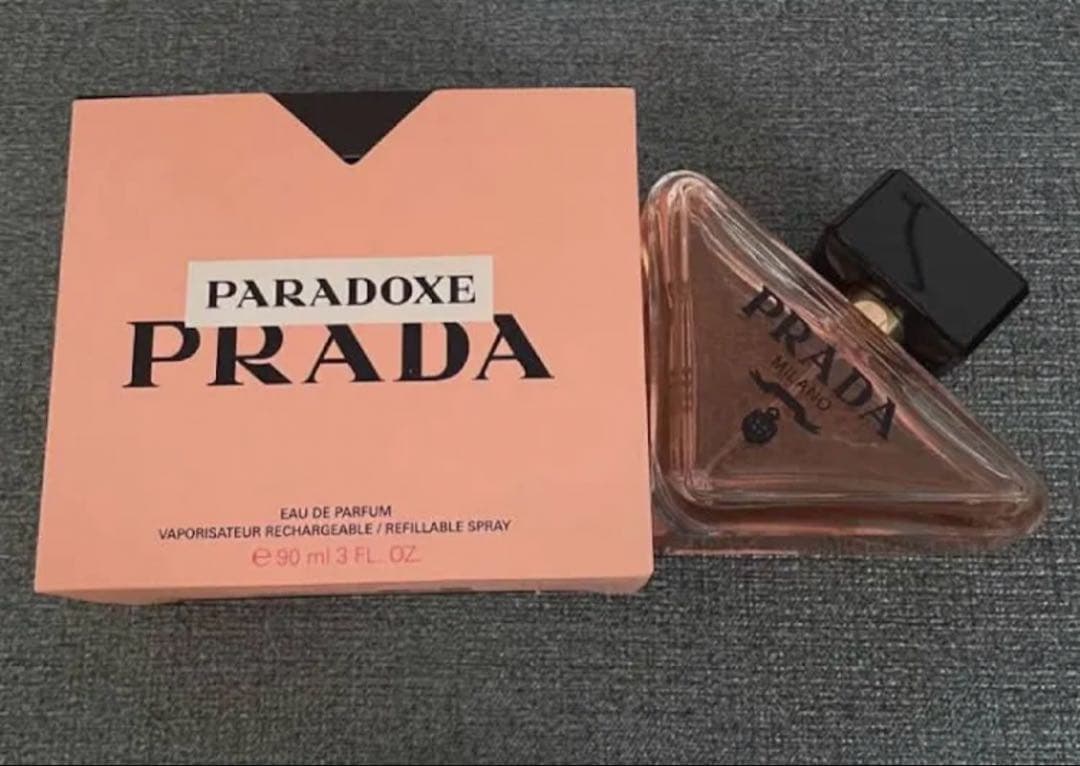 PARADOXE
PRADA
EAU DE PARFUM
VAPORISATEUR RECHARGEABLE / REFILLABLE SPRAY
℮ 90 ml 3 FL. OZ.
PRADA
MILANO